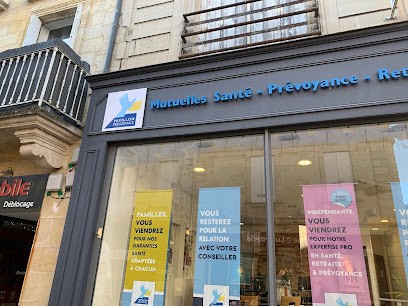 PAVILLON
PRÉVOYANCE
Mutuelles Santé - Prévoyance - Ret
bile
Déblocage
FAMILLES,
VOUS
VIENDREZ
POUR NOS
GARANTIES
SANTÉ
ADAPTÉES
À CHACUN
VOUS
RESTEREZ
POUR LA
RELATION
AVEC VOTRE
CONSEILLER
INDÉPENDANTS,
VOUS
VIENDREZ
POUR NOTRE
EXPERTISE PRO
EN SANTÉ,
RETRAITE
& PRÉVOYANCE